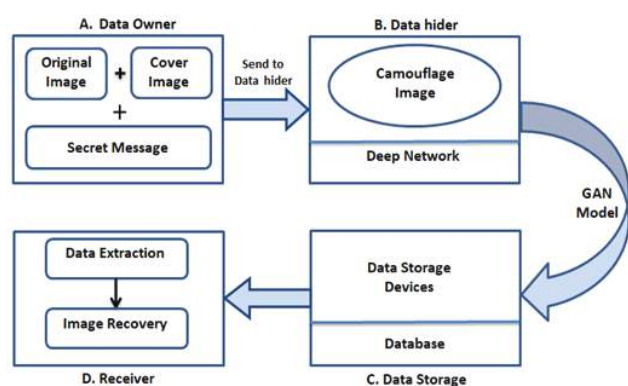 A. Data Owner
Original
Image
+
Cover
Image
+
Secret Message
Send to
Data hider
B. Data hider
Camouflage
Image
Deep Network
GAN
Model
Data Storage
Devices
Database
C. Data Storage
Data Extraction
Image Recovery
D. Receiver